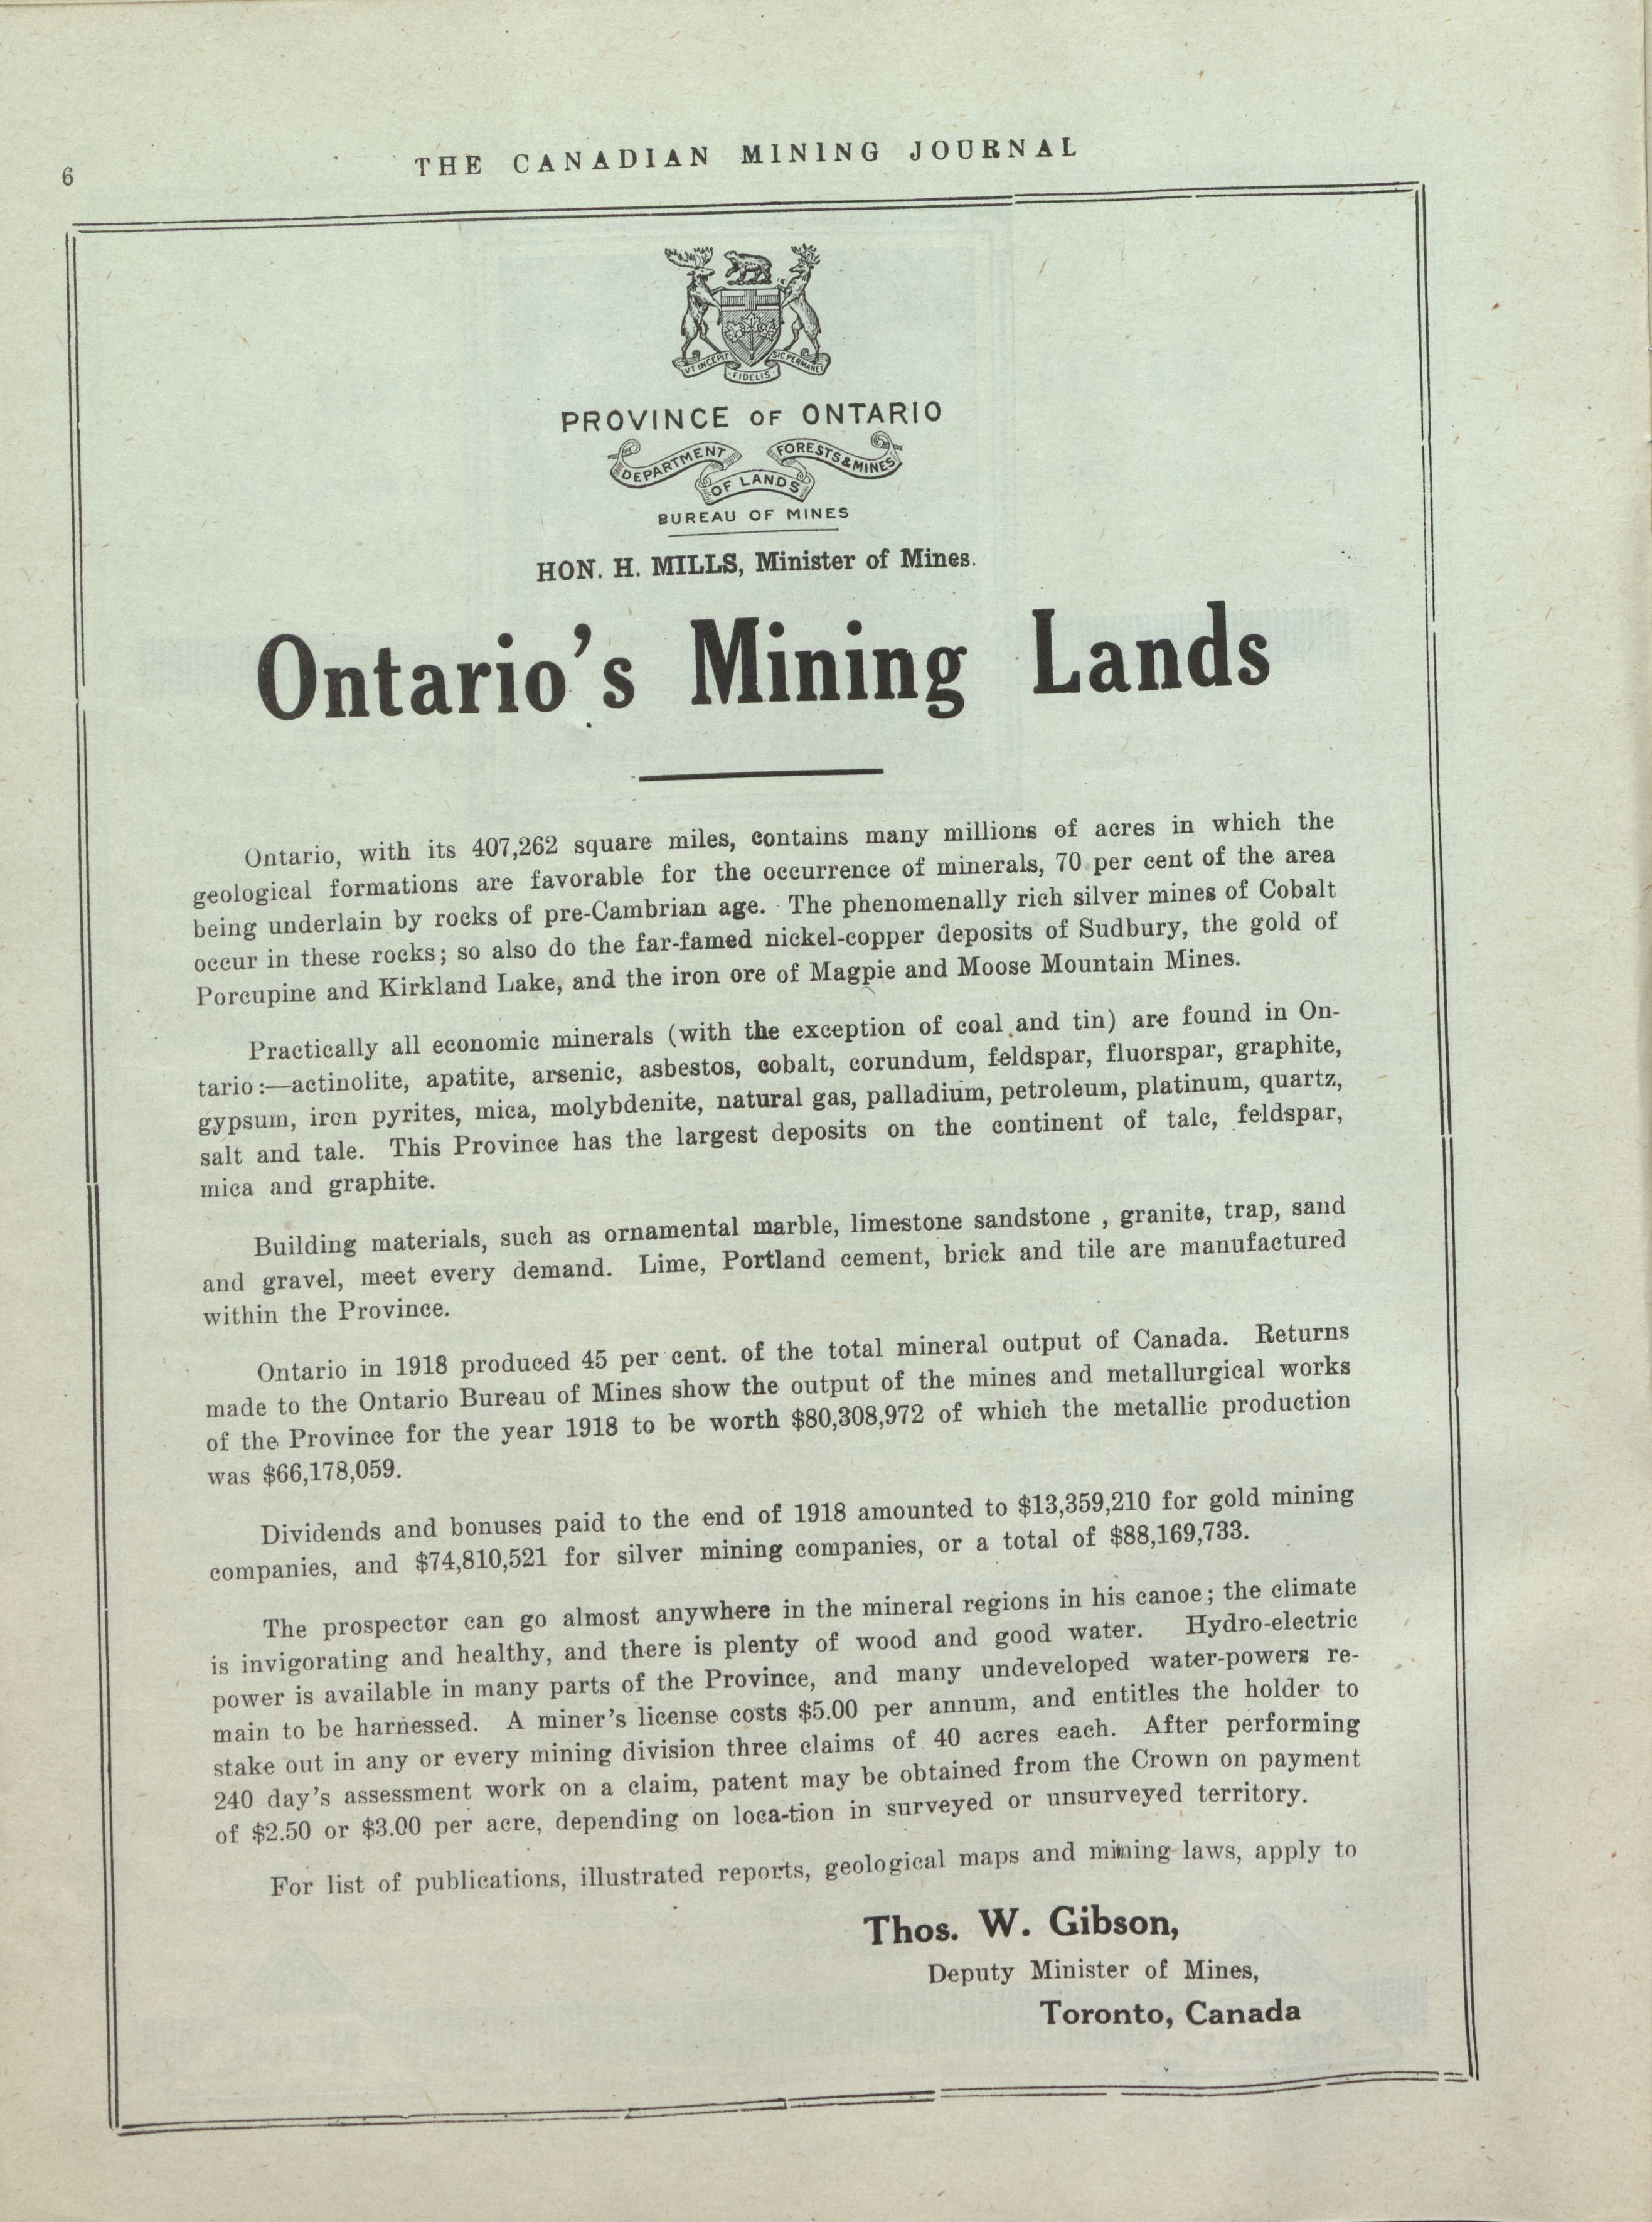 6
THE CANADIAN MINING JOURNAL
VT INCEPIT FIDELIS SIC PERMANET
PROVINCE OF ONTARIO
DEPARTMENT OF LANDS FORESTS & MINES
BUREAU OF MINES
HON. H. MILLS, Minister of Mines.
Ontario's Mining Lands
Ontario, with its 407,262 square miles, contains many millions of acres in which the
geological formations are favorable for the occurrence of minerals, 70 per cent of the area
being underlain by rocks of pre-Cambrian age. The phenomenally rich silver mines of Cobalt
occur in these rocks; so also do the far-famed nickel-copper deposits of Sudbury, the gold of
Porcupine and Kirkland Lake, and the iron ore of Magpie and Moose Mountain Mines.
Practically all economic minerals (with the exception of coal and tin) are found in On-
tario:—actinolite, apatite, arsenic, asbestos, cobalt, corundum, feldspar, fluorspar, graphite,
gypsum, iron pyrites, mica, molybdenite, natural gas, palladium, petroleum, platinum, quartz,
salt and tale. This Province has the largest deposits on the continent of talc, feldspar,
mica and graphite.
Building materials, such as ornamental marble, limestone sandstone , granite, trap, sand
and gravel, meet every demand. Lime, Portland cement, brick and tile are manufactured
within the Province.
Ontario in 1918 produced 45 per cent. of the total mineral output of Canada. Returns
made to the Ontario Bureau of Mines show the output of the mines and metallurgical works
of the Province for the year 1918 to be worth $80,308,972 of which the metallic production
was $66,178,059.
Dividends and bonuses paid to the end of 1918 amounted to $13,359,210 for gold mining
companies, and $74,810,521 for silver mining companies, or a total of $88,169,733.
The prospector can go almost anywhere in the mineral regions in his canoe; the climate
is invigorating and healthy, and there is plenty of wood and good water. Hydro-electric
power is available in many parts of the Province, and many undeveloped water-powers re-
main to be harnessed. A miner's license costs $5.00 per annum, and entitles the holder to
stake out in any or every mining division three claims of 40 acres each. After performing
240 day's assessment work on a claim, patent may be obtained from the Crown on payment
of $2.50 or $3.00 per acre, depending on loca-tion in surveyed or unsurveyed territory.
For list of publications, illustrated reports, geological maps and mining laws, apply to
Thos. W. Gibson,
Deputy Minister of Mines,
Toronto, Canada